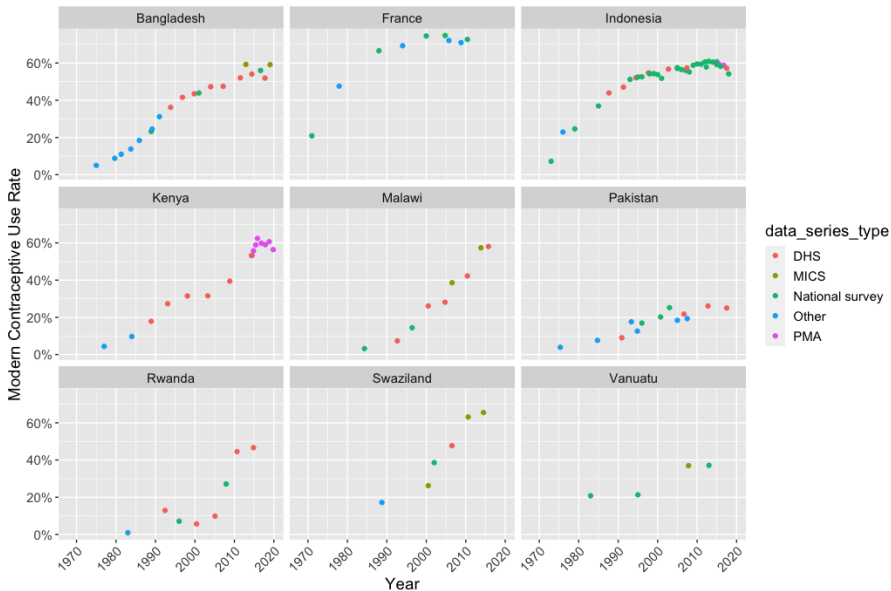 Bangladesh France Indonesia
60%
40%
20%
0%
Kenya Malawi Pakistan
60%
40%
20%
0%
Rwanda Swaziland Vanuatu
60%
40%
20%
0%
1970 1980 1990 2000 2010 2020 1970 1980 1990 2000 2010 2020 1970 1980 1990 2000 2010 2020
Year
Modern Contraceptive Use Rate
data_series_type
DHS
MICS
National survey
Other
PMA